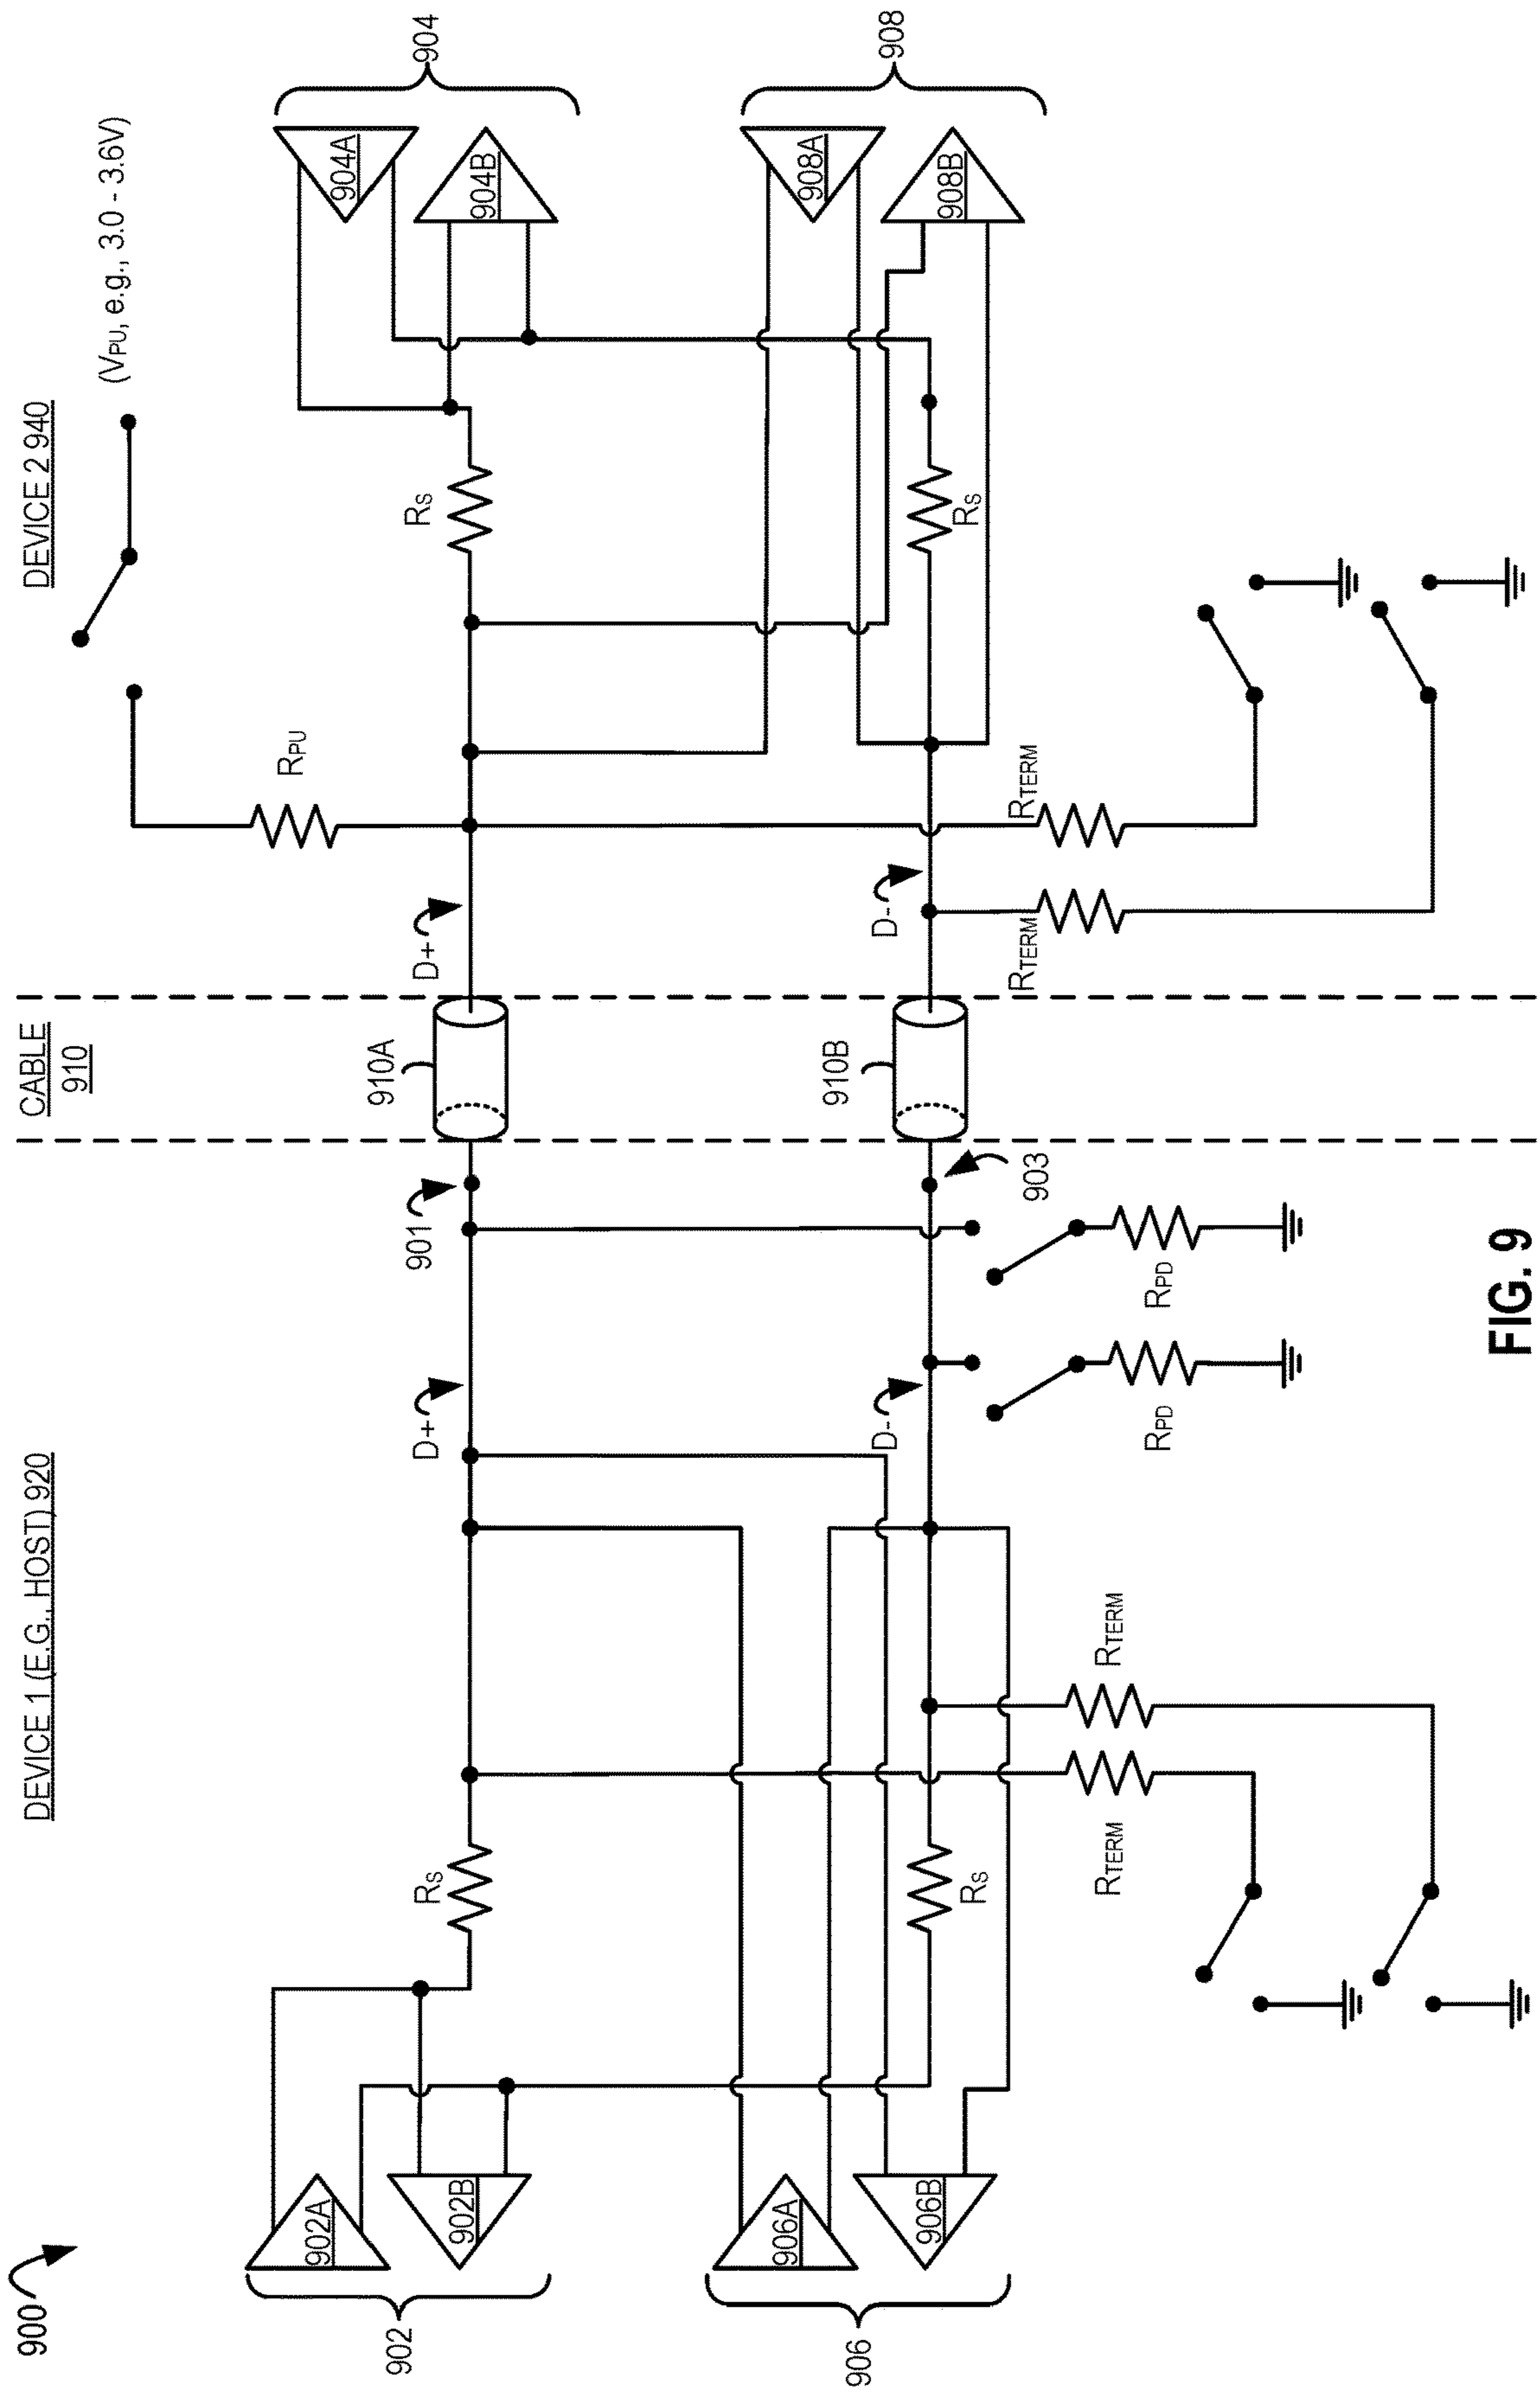 900
DEVICE 1 (E.G., HOST) 920
CABLE
910
DEVICE 2 940
(VPU, e.g., 3.0 - 3.6V)
902
902A
902B
RS
D+
901
910A
D+
RPU
RS
904A
904B
904
906
906A
906B
RS
D-
903
910B
D-
RS
908A
908B
908
RTERM
RTERM
RPD
RPD
RTERM
RTERM
FIG. 9